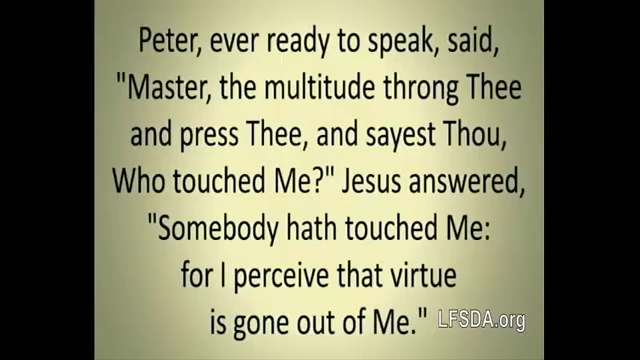 Peter, ever ready to speak, said,
"Master, the multitude throng Thee
and press Thee, and sayest Thou,
Who touched Me?" Jesus answered,
"Somebody hath touched Me:
for I perceive that virtue
is gone out of Me."
LFSDA.org